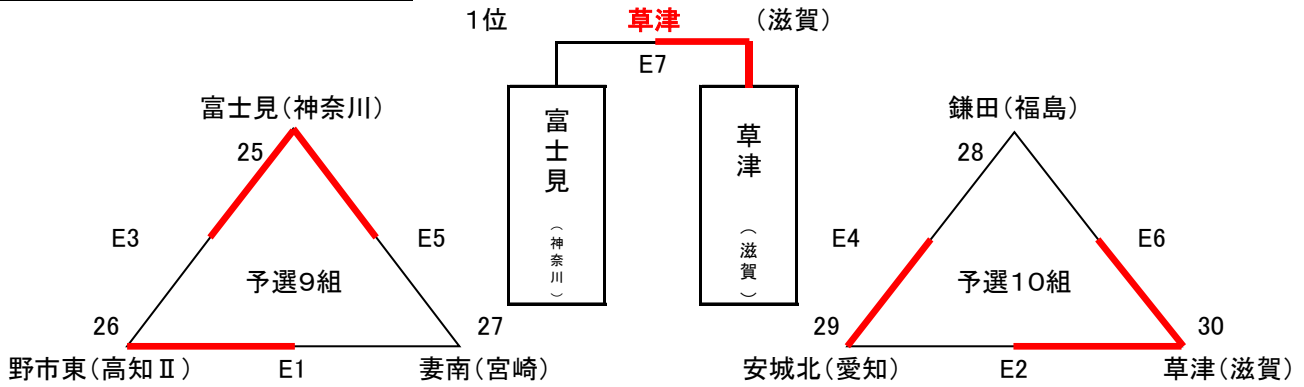 1位 草津 (滋賀)
E7
富士見(神奈川)
富士見
(神奈川)
草津
(滋賀)
鎌田(福島)
25
28
E3
E5
E4
E6
予選9組
予選10組
26
27
29
30
野市東(高知Ⅱ)
E1
妻南(宮崎)
安城北(愛知)
E2
草津(滋賀)